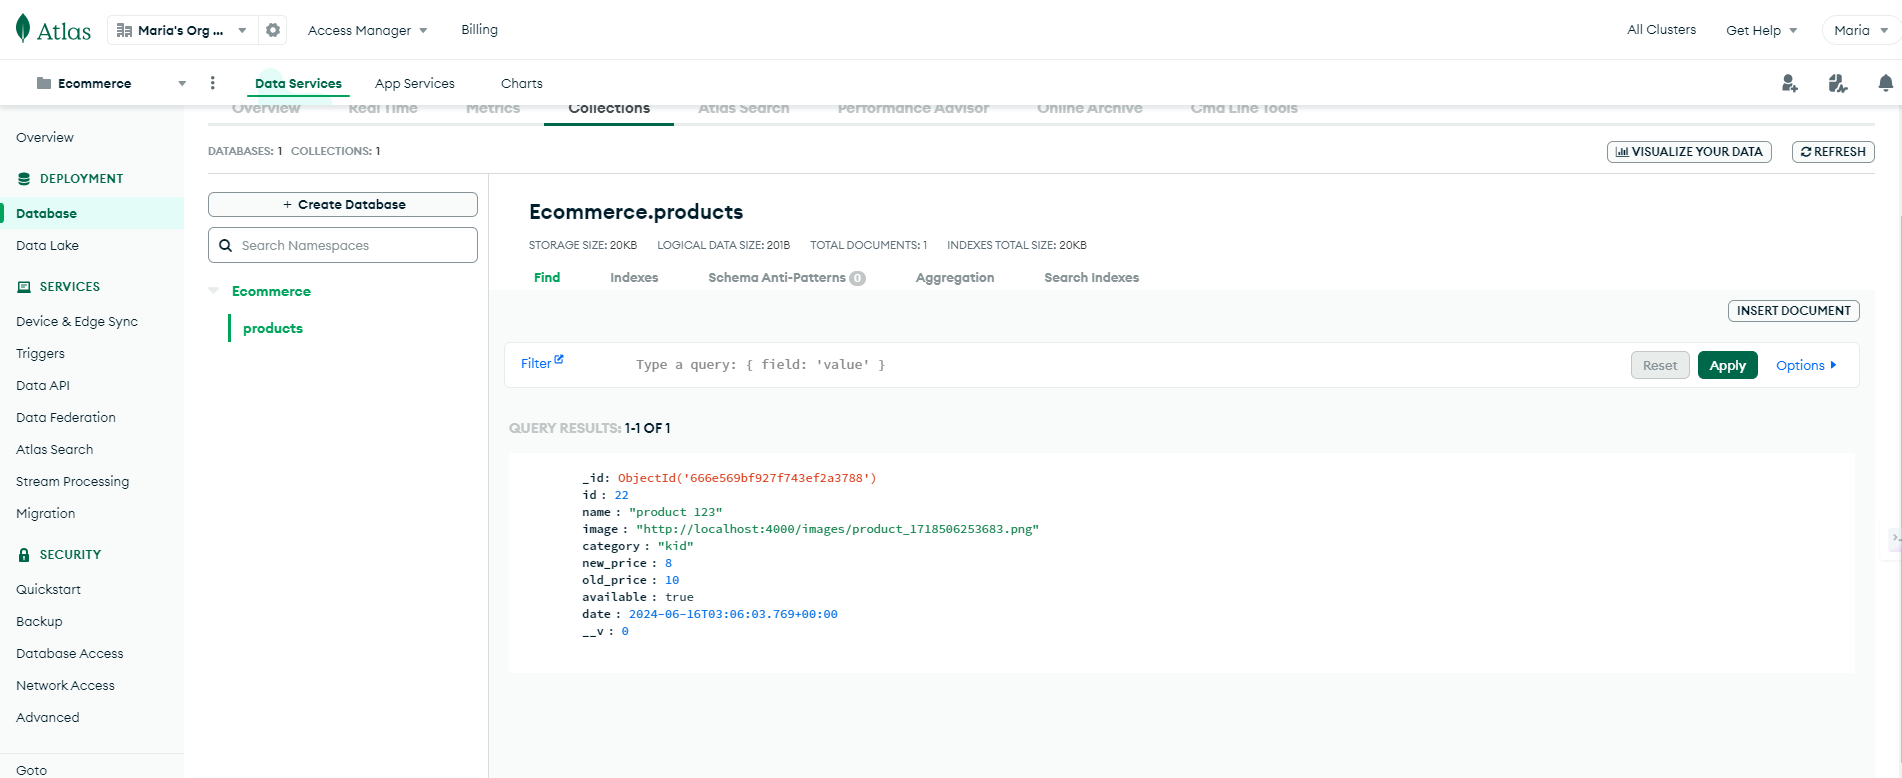 Atlas
Maria's Org ...
Access Manager
Billing
All Clusters
Get Help
Maria
Ecommerce
Data Services
App Services
Charts
Overview
Real Time
Metrics
Collections
Atlas Search
Performance Advisor
Online Archive
Cmd Line Tools
Overview
DEPLOYMENT
Database
Data Lake
SERVICES
Device & Edge Sync
Triggers
Data API
Data Federation
Atlas Search
Stream Processing
Migration
SECURITY
Quickstart
Backup
Database Access
Network Access
Advanced
Goto
DATABASES: 1 COLLECTIONS: 1
VISUALIZE YOUR DATA
REFRESH
+ Create Database
Search Namespaces
Ecommerce
products
Ecommerce.products
STORAGE SIZE: 20KB LOGICAL DATA SIZE: 201B TOTAL DOCUMENTS: 1 INDEXES TOTAL SIZE: 20KB
Find
Indexes
Schema Anti-Patterns 0
Aggregation
Search Indexes
INSERT DOCUMENT
Filter
Type a query: { field: 'value' }
Reset
Apply
Options
QUERY RESULTS: 1-1 OF 1
_id: ObjectId('666e569bf927f743ef2a3788')
id : 22
name : "product 123"
image : "http://localhost:4000/images/product_1718506253683.png"
category : "kid"
new_price : 8
old_price : 10
available : true
date : 2024-06-16T03:06:03.769+00:00
__v : 0